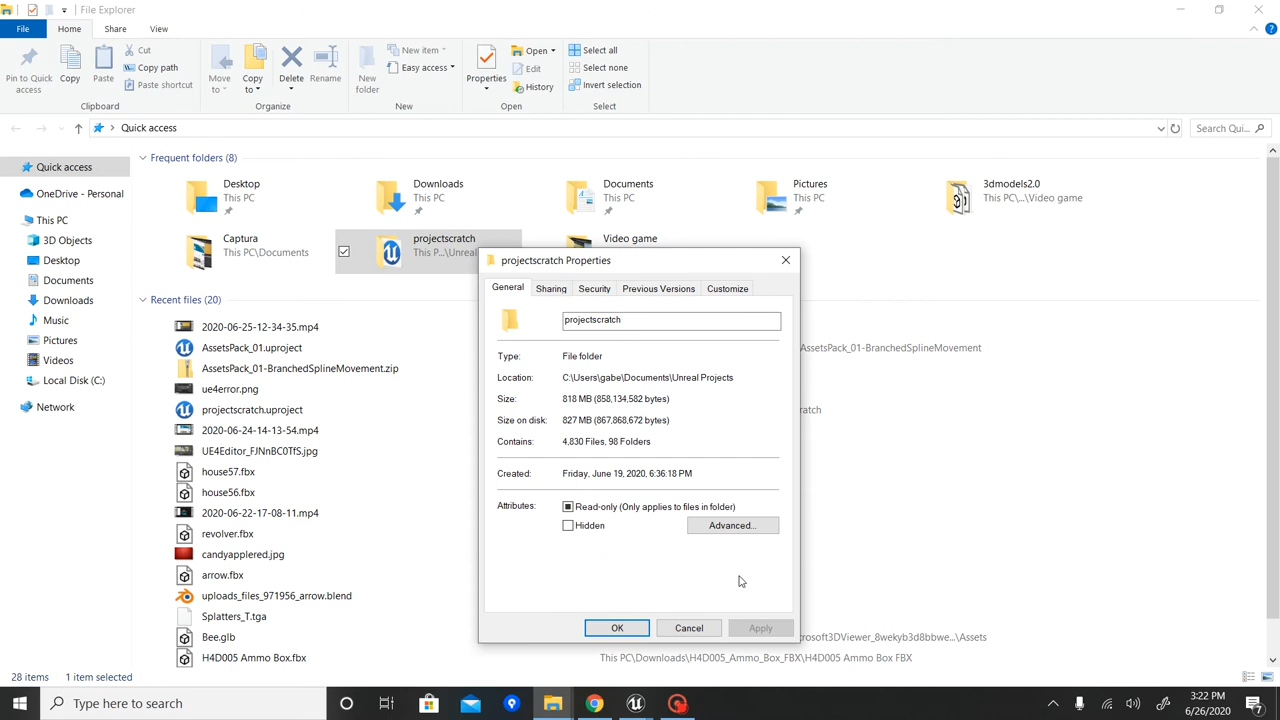 File Explorer
File Home Share View
Pin to Quick access
Copy
Paste
Cut
Copy path
Paste shortcut
Clipboard
Move to
Copy to
Delete
Rename
Organize
New folder
New item
Easy access
New
Properties
Open
Edit
History
Open
Select all
Select none
Invert selection
Select
Quick access
Search Qui...
Quick access
OneDrive - Personal
This PC
3D Objects
Desktop
Documents
Downloads
Music
Pictures
Videos
Local Disk (C:)
Network
Frequent folders (8)
Desktop
This PC
Downloads
This PC
Documents
This PC
Pictures
This PC
3dmodels2.0
This PC\...\Video game
Captura
This PC\Documents
projectscratch
This P...\Unreal
Video game
Recent files (20)
2020-06-25-12-34-35.mp4
AssetsPack_01.uproject
AssetsPack_01-BranchedSplineMovement
AssetsPack_01-BranchedSplineMovement.zip
ue4error.png
projectscratch.uproject
2020-06-24-14-13-54.mp4
UE4Editor_FJNnBC0TfS.jpg
house57.fbx
house56.fbx
2020-06-22-17-08-11.mp4
revolver.fbx
candyapplered.jpg
arrow.fbx
uploads_files_971956_arrow.blend
Splatters_T.tga
Bee.glb
osoft3DViewer_8wekyb3d8bbwe...\Assets
H4D005 Ammo Box.fbx
This PC\Downloads\H4D005_Ammo_Box_FBX\H4D005 Ammo Box FBX
projectscratch Properties
General Sharing Security Previous Versions Customize
projectscratch
Type: File folder
Location: C:\Users\gabe\Documents\Unreal Projects
Size: 818 MB (858,134,582 bytes)
Size on disk: 827 MB (867,868,672 bytes)
Contains: 4,830 Files, 98 Folders
Created: Friday, June 19, 2020, 6:36:18 PM
Attributes: Read-only (Only applies to files in folder)
Hidden
Advanced...
OK Cancel Apply
28 items 1 item selected
Type here to search
3:22 PM
6/26/2020
7